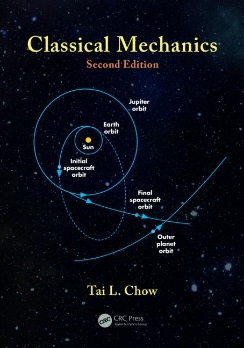 Classical Mechanics
Second Edition
Jupiter
orbit
Earth
orbit
Sun
Initial
spacecraft
orbit
Final
spacecraft
orbit
Outer
planet
orbit
Tai L. Chow
CRC Press